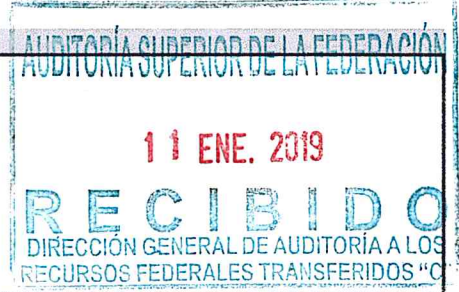 AUDITORÍA SUPERIOR DE LA FEDERACIÓN
11 ENE. 2019
RECIBIDO
DIRECCIÓN GENERAL DE AUDITORÍA A LOS
RECURSOS FEDERALES TRANSFERIDOS "C"